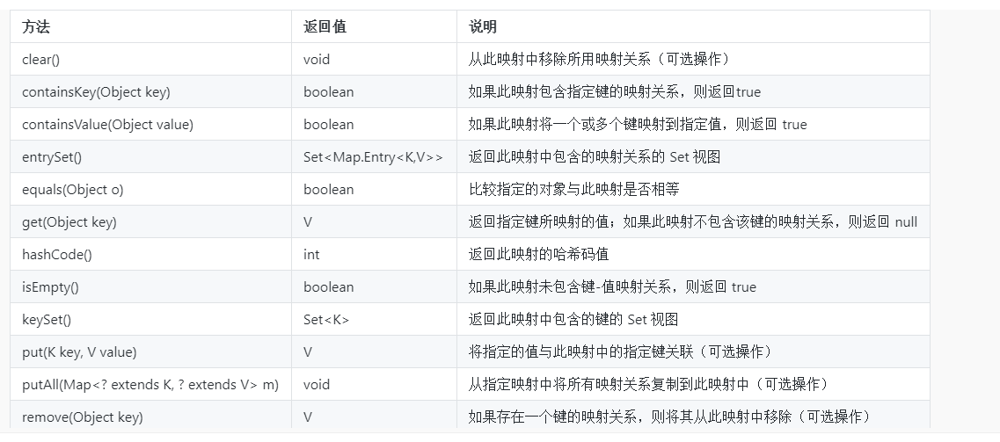 方法 返回值 说明
clear() void 从此映射中移除所用映射关系（可选操作）
containsKey(Object key) boolean 如果此映射包含指定键的映射关系，则返回true
containsValue(Object value) boolean 如果此映射将一个或多个键映射到指定值，则返回 true
entrySet() Set<Map.Entry<K,V>> 返回此映射中包含的映射关系的 Set 视图
equals(Object o) boolean 比较指定的对象与此映射是否相等
get(Object key) V 返回指定键所映射的值；如果此映射不包含该键的映射关系，则返回 null
hashCode() int 返回此映射的哈希码值
isEmpty() boolean 如果此映射未包含键-值映射关系，则返回 true
keySet() Set<K> 返回此映射中包含的键的 Set 视图
put(K key, V value) V 将指定的值与此映射中的指定键关联（可选操作）
putAll(Map<? extends K, ? extends V> m) void 从指定映射中将所有映射关系复制到此映射中（可选操作）
remove(Object key) V 如果存在一个键的映射关系，则将其从此映射中移除（可选操作）